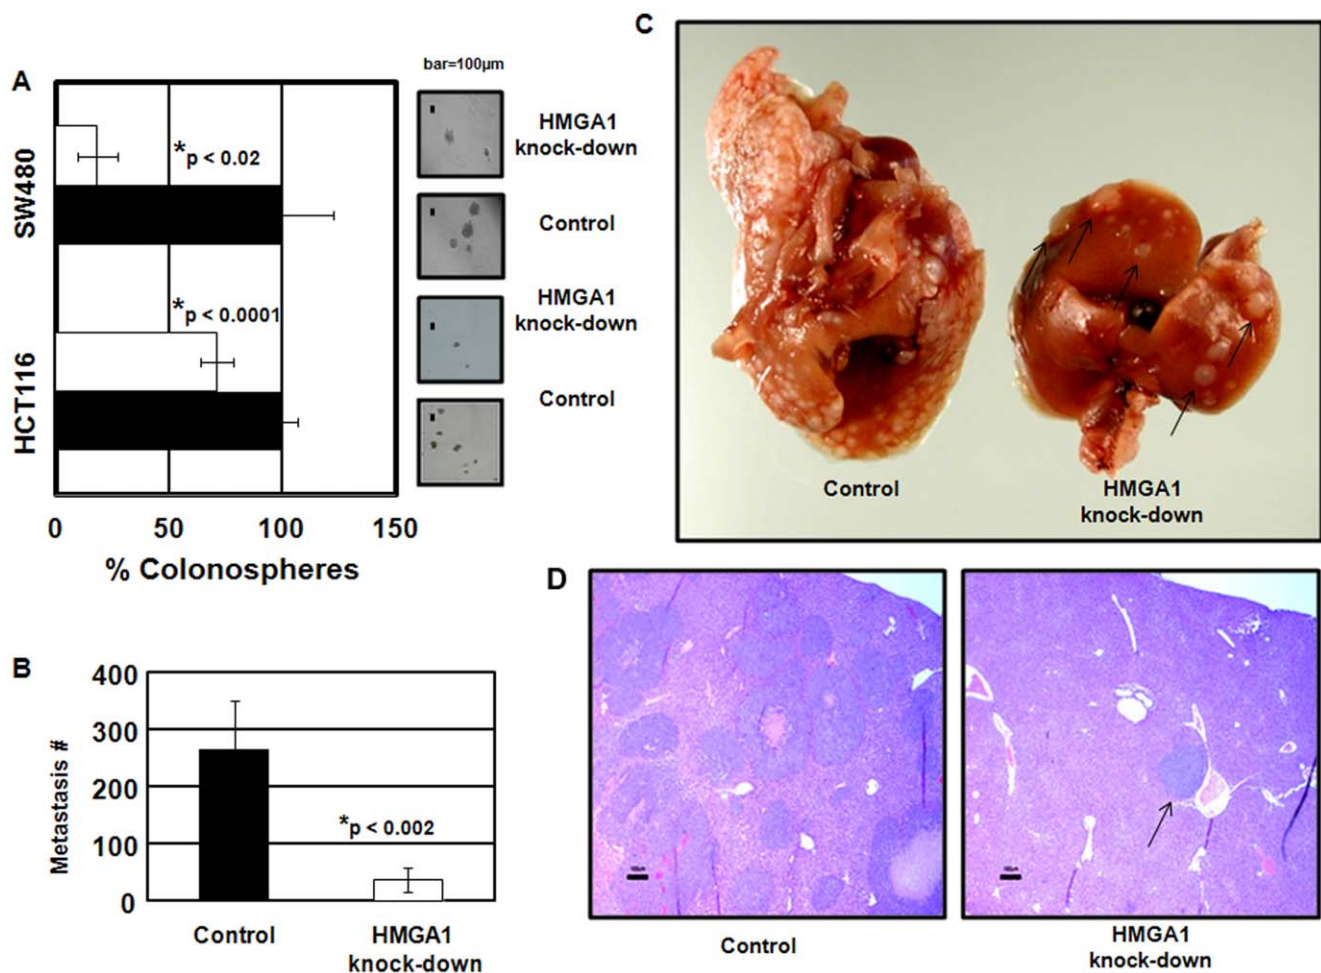 A
SW480
HCT116
*p < 0.02
*p < 0.0001
0 50 100 150
% Colonospheres
bar=100µm
HMGA1
knock-down
Control
HMGA1
knock-down
Control
B
Metastasis #
400
300
200
100
0
*p < 0.002
Control
HMGA1
knock-down
C
Control
HMGA1
knock-down
D
Control
HMGA1
knock-down